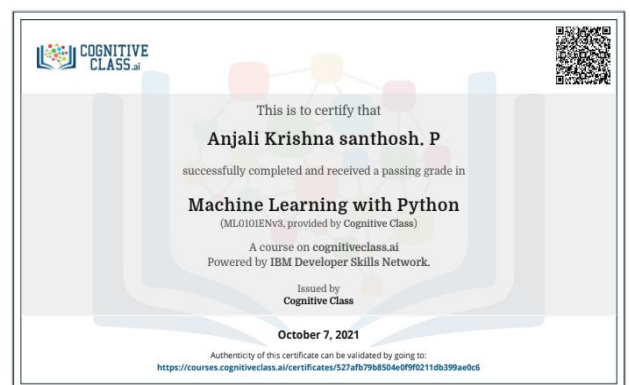 COGNITIVE
CLASS.ai
This is to certify that
Anjali Krishna santhosh. P
successfully completed and received a passing grade in
Machine Learning with Python
(ML0101ENv3, provided by Cognitive Class)
A course on cognitiveclass.ai
Powered by IBM Developer Skills Network.
Issued by
Cognitive Class
October 7, 2021
Authenticity of this certificate can be validated by going to:
https://courses.cognitiveclass.ai/certificates/527afb79b8504e0f9f0211db399ae0c6